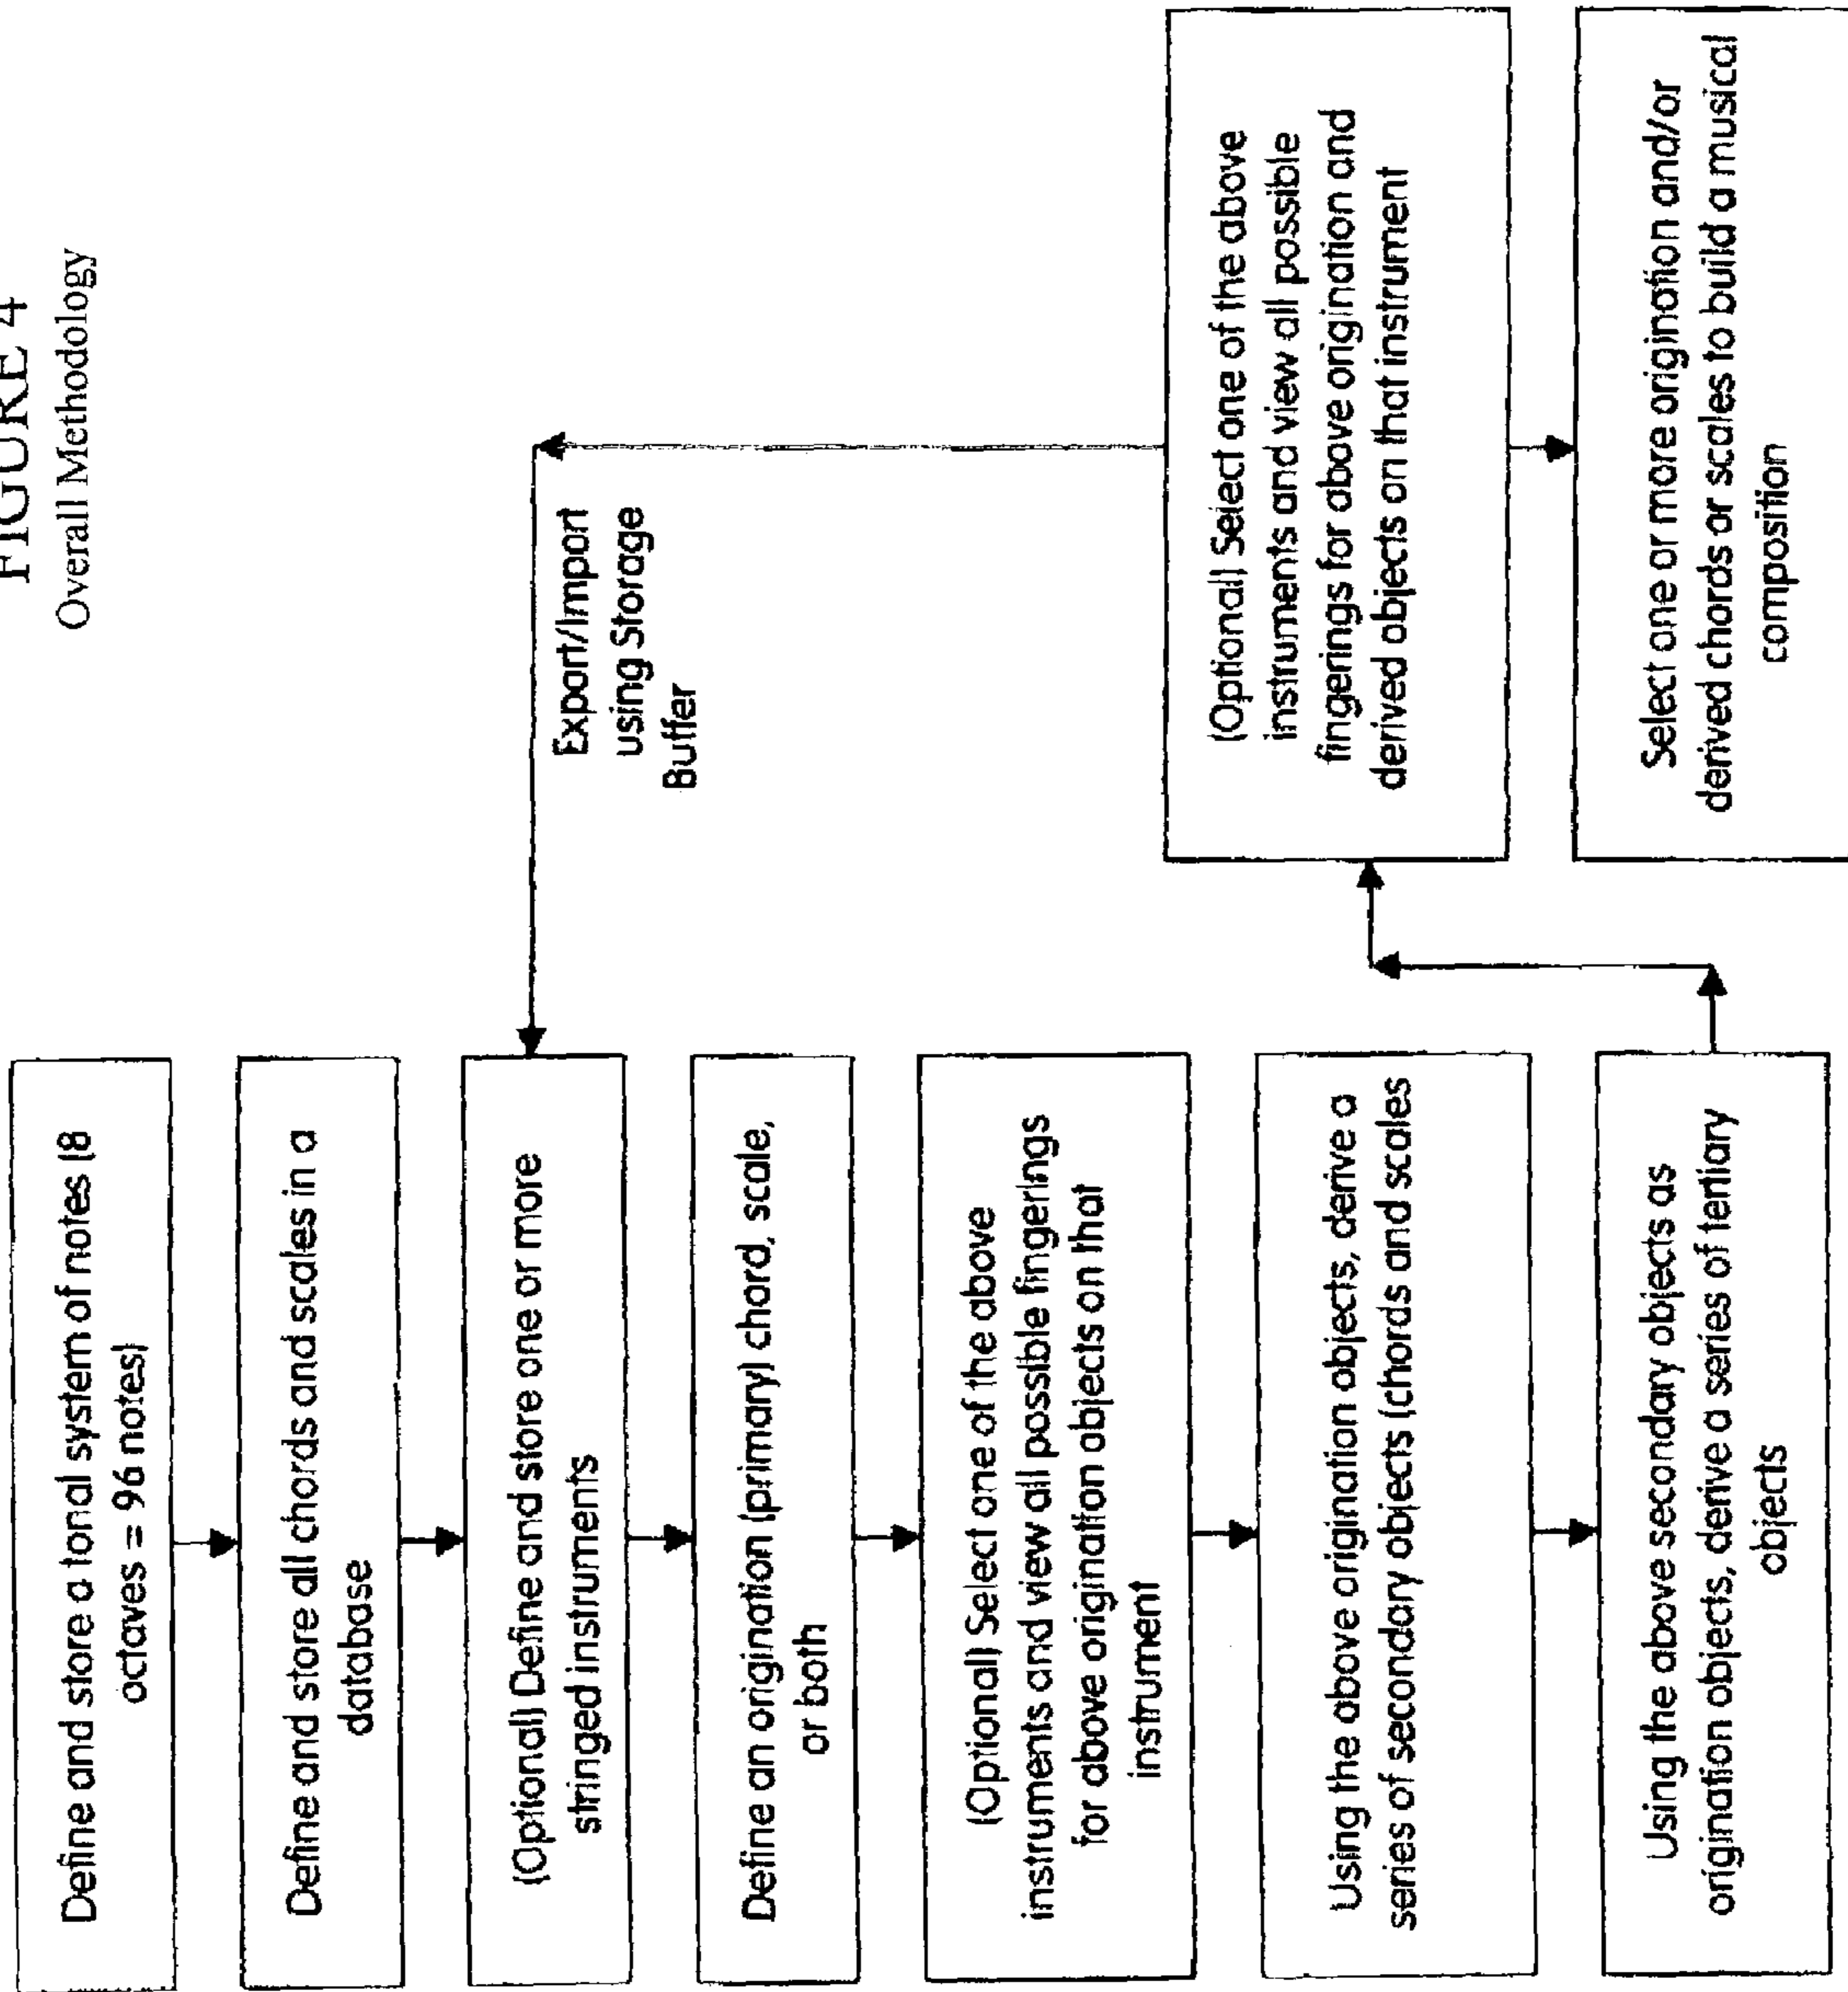 FIGURE 4
Overall Methodology
Define and store a tonal system of notes (8
octaves = 96 notes)
Define and store all chords and scales in a
database
(Optional) Define and store one or more
stringed instruments
Define an origination (primary) chord, scale,
or both
(Optional) Select one of the above
instruments and view all possible fingerings
for above origination objects on that
instrument
Using the above origination objects, derive a
series of secondary objects (chords and scales
Using the above secondary objects as
origination objects, derive a series of tertiary
objects
Export/Import
using Storage
Buffer
(Optional) Select one of the above
instruments and view all possible
fingerings for above origination and
derived objects on that instrument
Select one or more origination and/or
derived chords or scales to build a musical
composition